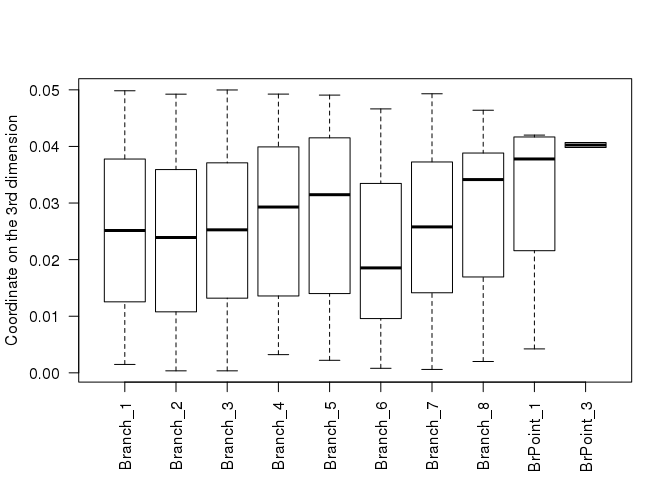 Coordinate on the 3rd dimension
0.05
0.04
0.03
0.02
0.01
0.00
Branch_1
Branch_2
Branch_3
Branch_4
Branch_5
Branch_6
Branch_7
Branch_8
BrPoint_1
BrPoint_3